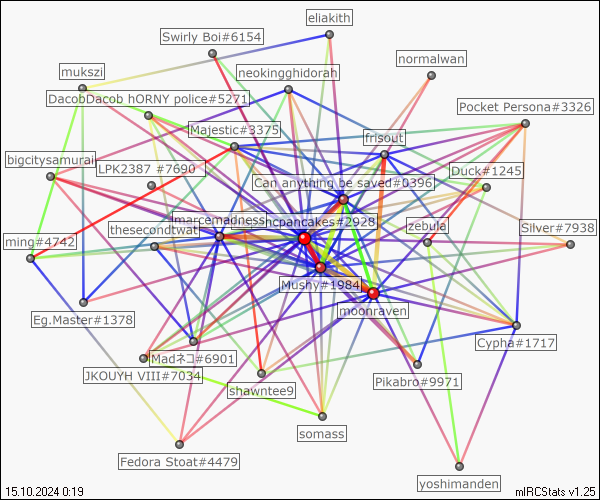 eliakith
Swirly Boi#6154
normalwan
mukszi
neokingghidorah
DacobDacob hORNY police#5271
Pocket Persona#3326
Majestic#3375
frisout
bigcitysamurai
LPK2387 #7690
Duck#1245
Can anything be saved#0396
marcemadness
ncpancakes#2928
thesecondtwat
zebula
Silver#7938
ming#4742
Mushy#1984
moonraven
Eg.Master#1378
Cypha#1717
Madネコ#6901
JKOUYH VIII#7034
shawntee9
Pikabro#9971
somass
Fedora Stoat#4479
yoshimanden
15.10.2024 0:19
mIRCStats v1.25